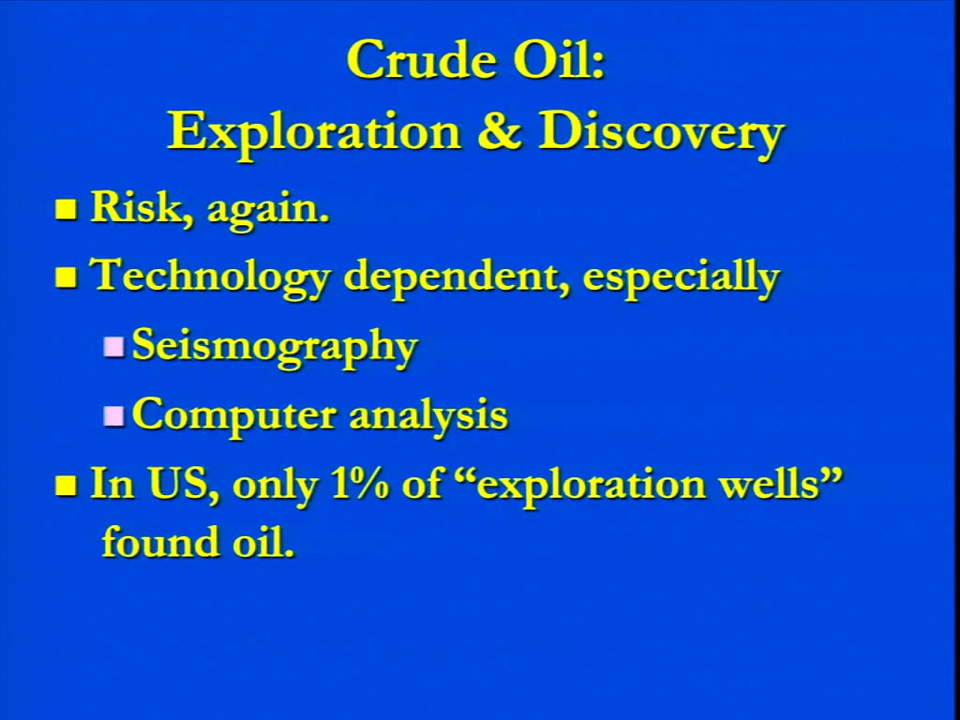 Crude Oil:
Exploration & Discovery
Risk, again.
Technology dependent, especially
Seismography
Computer analysis
In US, only 1% of “exploration wells”
found oil.